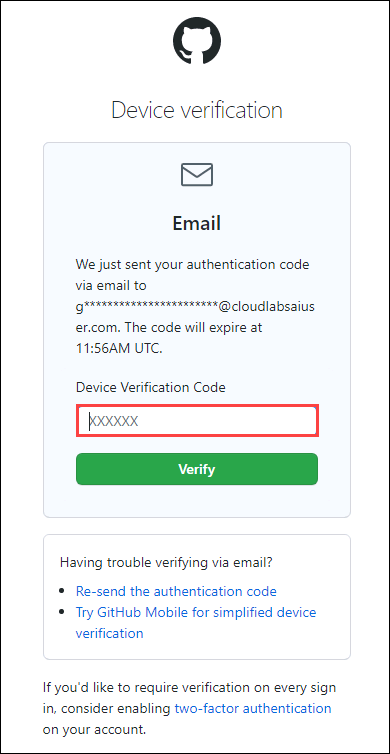 Device verification
Email
We just sent your authentication code
via email to
g***********************@cloudlabsaius
er.com. The code will expire at
11:56AM UTC.
Device Verification Code
XXXXXX
Verify
Having trouble verifying via email?
Re-send the authentication code
Try GitHub Mobile for simplified device
verification
If you'd like to require verification on every sign
in, consider enabling two-factor authentication
on your account.